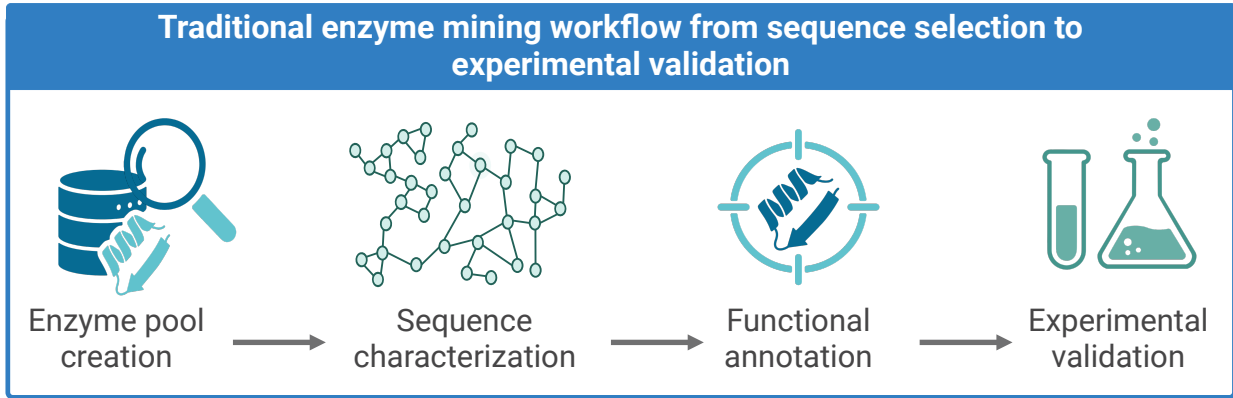 Traditional enzyme mining workflow from sequence selection to
experimental validation
Enzyme pool
creation
Sequence
characterization
Functional
annotation
Experimental
validation